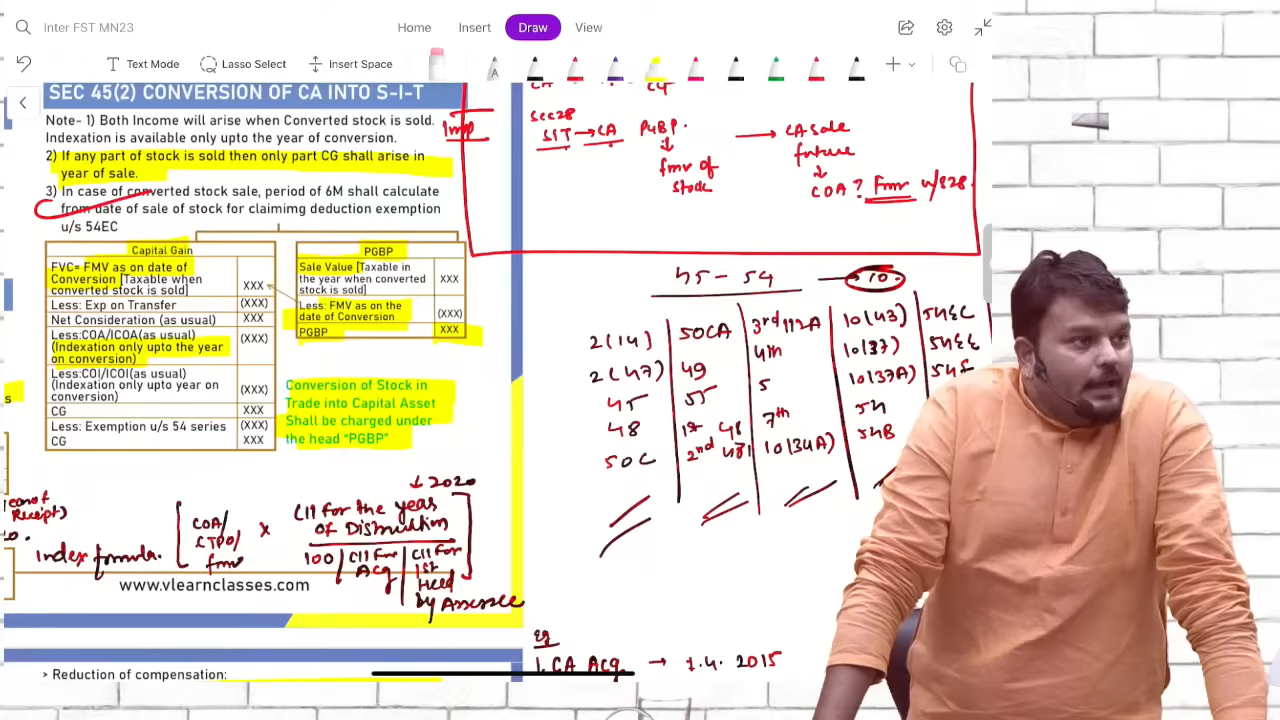 inter FST MN23
Home Insert Draw View
Text Mode Lasso Select Insert Space
SEC 45(2) CONVERSION OF CA INTO S-I-T
Note- 1) Both Income will arise when Converted stock is sold.
Indexation is available only upto the year of conversion.
2) If any part of stock is sold then only part CG shall arise in
year of sale.
3) In case of converted stock sale, period of 6M shall calculate
from date of sale of stock for claimimg deduction exemption
u/s 54EC
Capital Gain
FVC= FMV as on date of
Conversion [Taxable when
converted stock is sold] XXX
Less: Exp on Transfer (XXX)
Net Consideration (as usual) XXX
Less:COA/ICOA(as usual) (XXX)
(Indexation only upto the year
on conversion)
Less:COI/ICOI(as usual)
(Indexation only upto year on (XXX)
conversion)
CG XXX
Less: Exemption u/s 54 series (XXX)
CG XXX
PGBP
Sale Value [Taxable in
the year when converted XXX
stock is sold]
Less: FMV as on the
date of Conversion (XXX)
PGBP XXX
Conversion of Stock in
Trade into Capital Asset
Shall be charged under
the head "PGBP"
Receipt)
Index formula. [COA/
CTPO/
fmv × CII for the year
of Distribution
↓ 2020
100 | CII for
Acq | CII for
1st
Held
by Assessee]
www.vlearnclasses.com
> Reduction of compensation:
Imp
Sec28
SIT → CA PGBP. → CA Sale
↓ future
fmv of ↓
stock COA? Fmv u/s28.
45 - 54 — 10.
2(14) 50CA 3rd 112A 10(43) 54EC
2(47) 49 4th 10(37) 54EE
45 55 5 10(37A) 54F
48 1st 48 7th 54
50C 2nd 48 10(34A) 54B
Eg
1. CA Acq. → 1.4. 2015